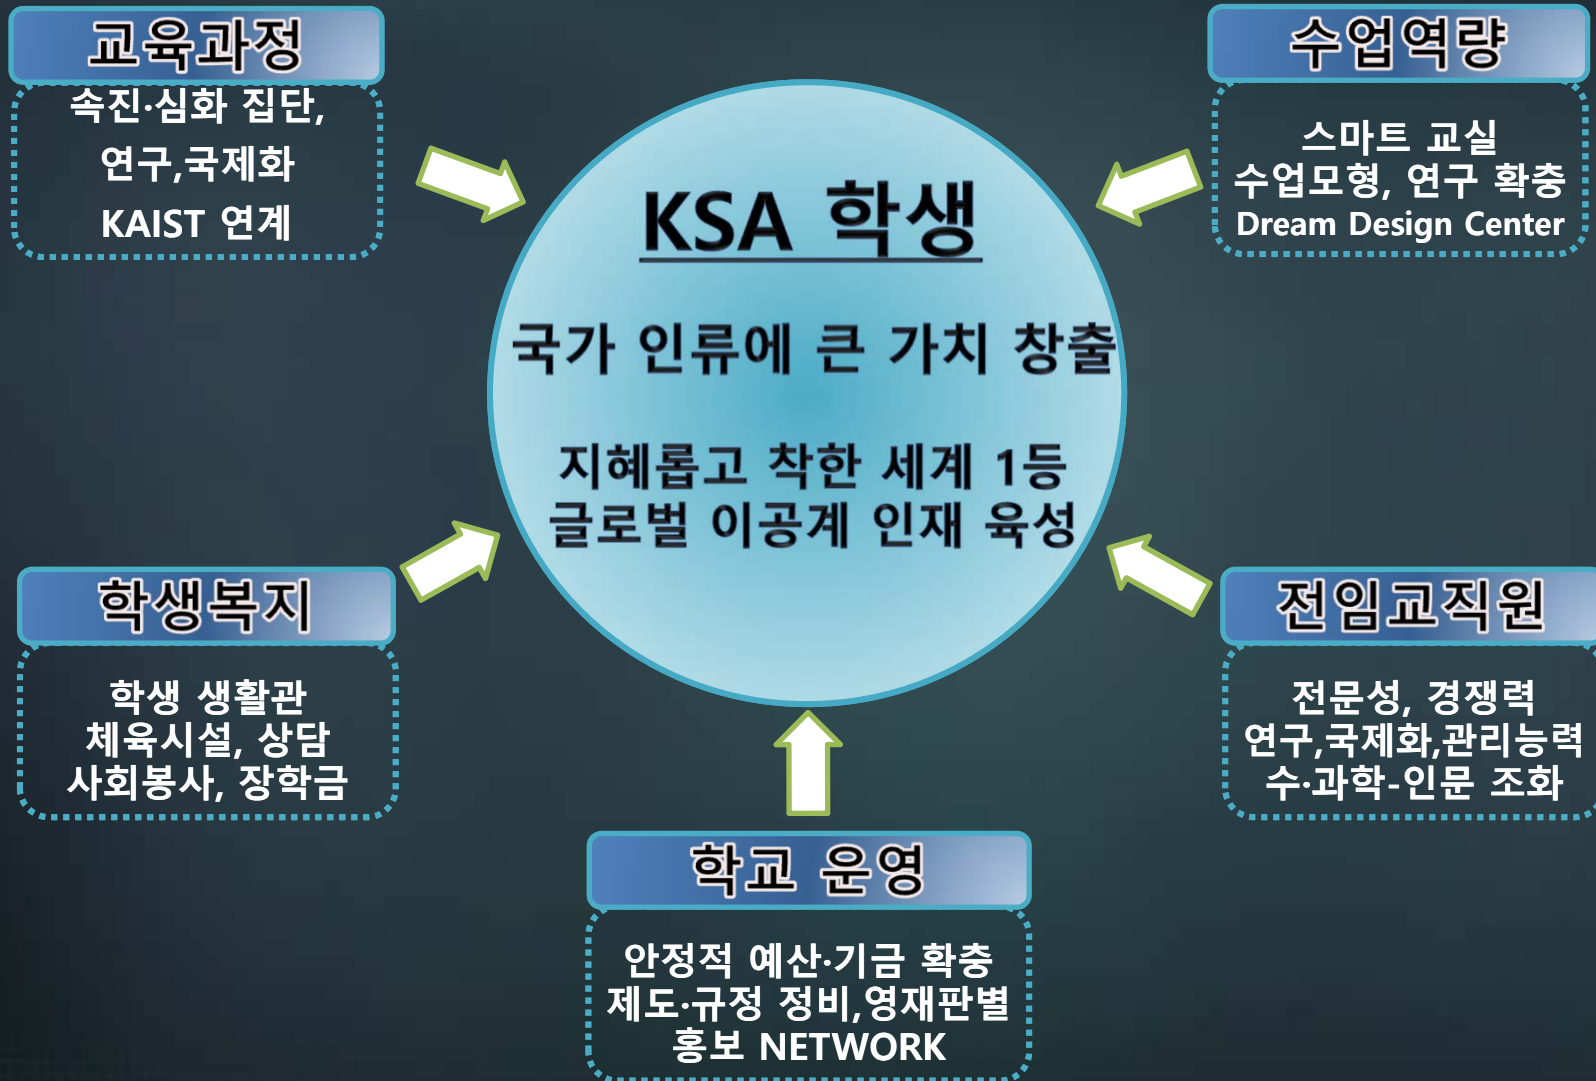 교육과정
속진·심화 집단,
연구,국제화
KAIST 연계
수업역량
스마트 교실
수업모형, 연구 확충
Dream Design Center
KSA 학생
국가 인류에 큰 가치 창출
지혜롭고 착한 세계 1등
글로벌 이공계 인재 육성
학생복지
학생 생활관
체육시설, 상담
사회봉사, 장학금
전임교직원
전문성, 경쟁력
연구,국제화,관리능력
수·과학-인문 조화
학교 운영
안정적 예산·기금 확충
제도·규정 정비,영재판별
홍보 NETWORK